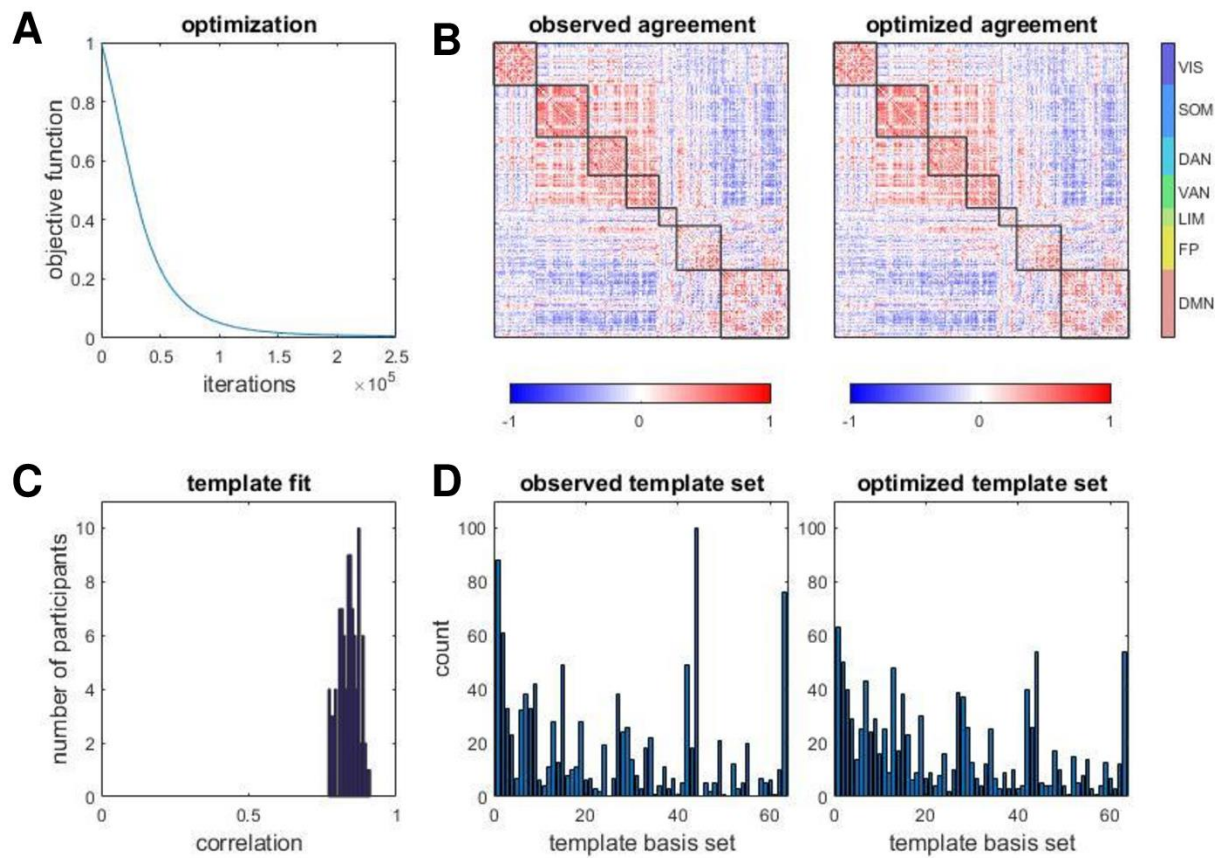 A
optimization
objective function
1
0.8
0.6
0.4
0.2
0
0 0.5 1 1.5 2 2.5
iterations
×10⁵
B
observed agreement
optimized agreement
VIS
SOM
DAN
VAN
LIM
FP
DMN
-1 0 1
-1 0 1
C
template fit
number of participants
10
8
6
4
2
0
0 0.5 1
correlation
D
observed template set
count
100
80
60
40
20
0
0 20 40 60
template basis set
optimized template set
100
80
60
40
20
0
0 20 40 60
template basis set